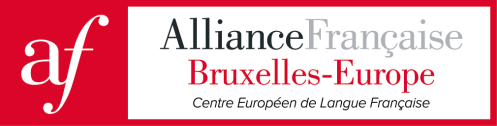 af
AllianceFrançaise
Bruxelles-Europe
Centre Européen de Langue Française